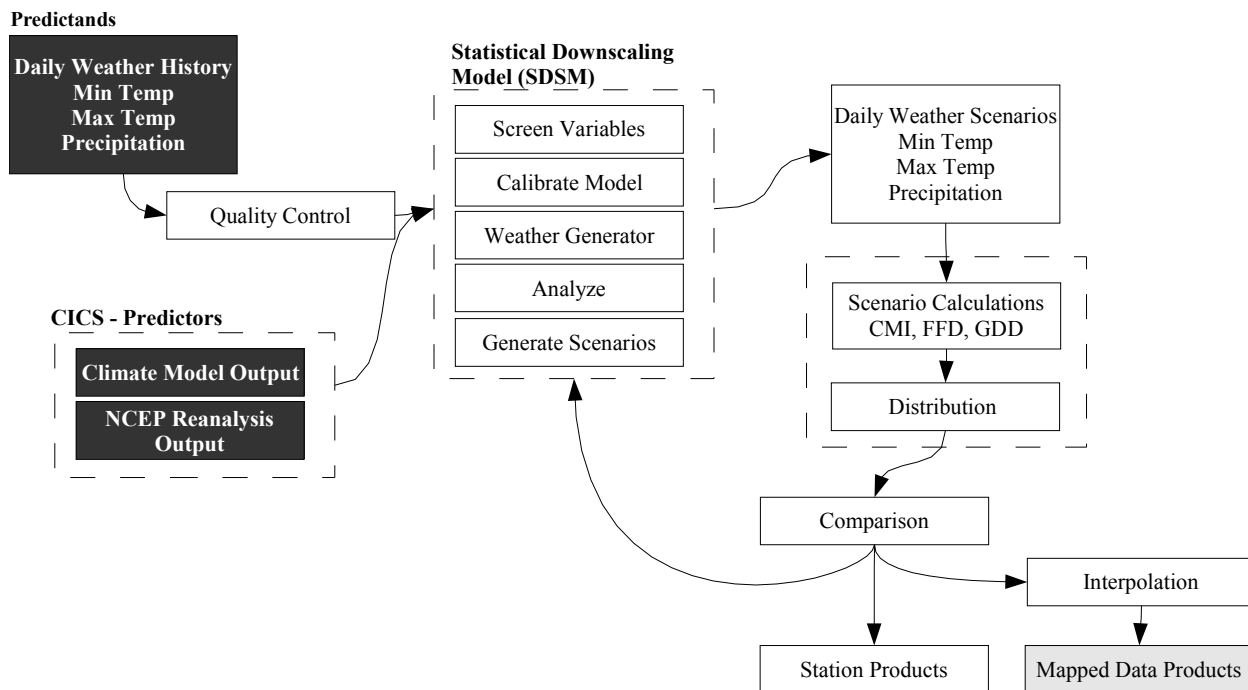 Predictands
Daily Weather History
Min Temp
Max Temp
Precipitation
Quality Control
CICS - Predictors
Climate Model Output
NCEP Reanalysis
Output
Statistical Downscaling
Model (SDSM)
Screen Variables
Calibrate Model
Weather Generator
Analyze
Generate Scenarios
Daily Weather Scenarios
Min Temp
Max Temp
Precipitation
Scenario Calculations
CMI, FFD, GDD
Distribution
Comparison
Interpolation
Station Products
Mapped Data Products